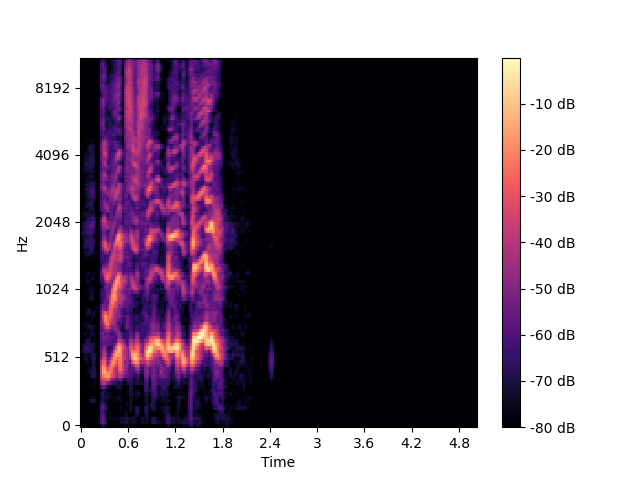 8192
4096
2048
1024
512
0
Hz
0 0.6 1.2 1.8 2.4 3 3.6 4.2 4.8
Time
-10 dB
-20 dB
-30 dB
-40 dB
-50 dB
-60 dB
-70 dB
-80 dB